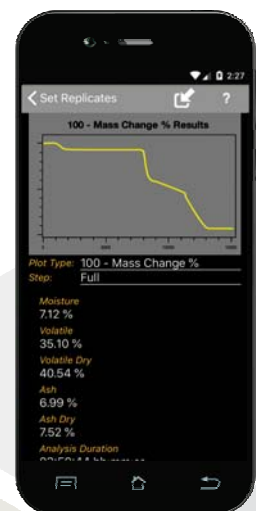 2:27
Set Replicates ?
100 - Mass Change % Results
Plot Type: 100 - Mass Change %
Step: Full
Moisture
7.12 %
Volatile
35.10 %
Volatile Dry
40.54 %
Ash
6.99 %
Ash Dry
7.52 %
Analysis Duration